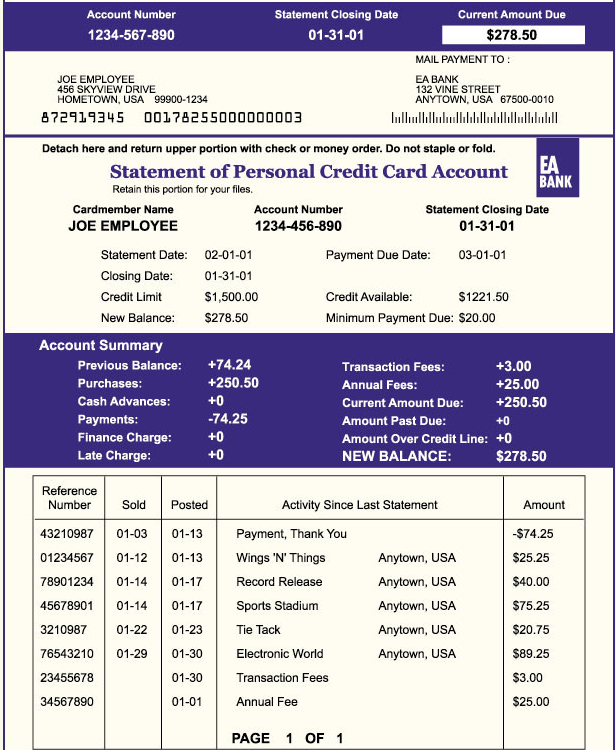 Account Number Statement Closing Date Current Amount Due
1234-567-890 01-31-01 $278.50
MAIL PAYMENT TO :
JOE EMPLOYEE EA BANK
456 SKYVIEW DRIVE 132 VINE STREET
HOMETOWN, USA 99900-1234 ANYTOWN, USA 67500-0010
872919345 00178255000000003
Detach here and return upper portion with check or money order. Do not staple or fold.
Statement of Personal Credit Card Account
EA
BANK
Retain this portion for your files.
Cardmember Name Account Number Statement Closing Date
JOE EMPLOYEE 1234-456-890 01-31-01
Statement Date: 02-01-01 Payment Due Date: 03-01-01
Closing Date: 01-31-01
Credit Limit $1,500.00 Credit Available: $1221.50
New Balance: $278.50 Minimum Payment Due: $20.00
Account Summary
Previous Balance: +74.24 Transaction Fees: +3.00
Purchases: +250.50 Annual Fees: +25.00
Cash Advances: +0 Current Amount Due: +250.50
Payments: -74.25 Amount Past Due: +0
Finance Charge: +0 Amount Over Credit Line: +0
Late Charge: +0 NEW BALANCE: $278.50
Reference
Number Sold Posted Activity Since Last Statement Amount
43210987 01-03 01-13 Payment, Thank You -$74.25
01234567 01-12 01-13 Wings 'N' Things Anytown, USA $25.25
78901234 01-14 01-17 Record Release Anytown, USA $40.00
45678901 01-14 01-17 Sports Stadium Anytown, USA $75.25
3210987 01-22 01-23 Tie Tack Anytown, USA $20.75
76543210 01-29 01-30 Electronic World Anytown, USA $89.25
23455678 01-30 Transaction Fees $3.00
34567890 01-01 Annual Fee $25.00
PAGE 1 OF 1